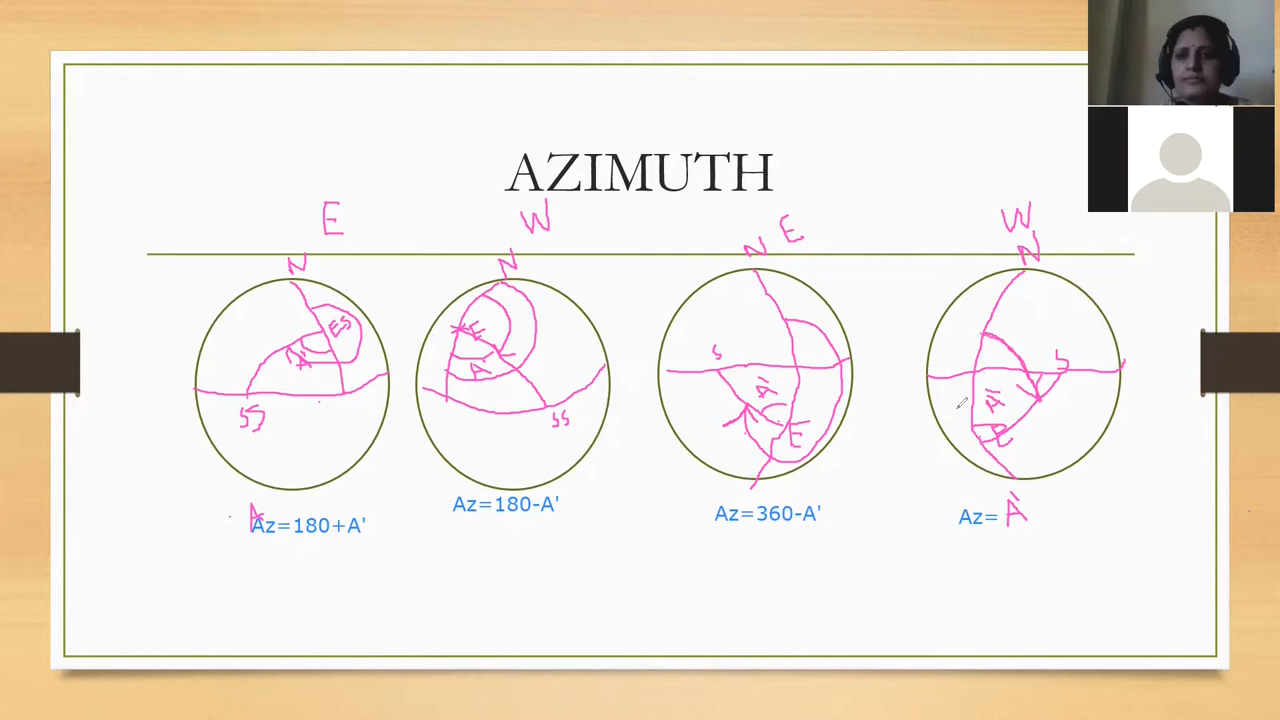 AZIMUTH
E
W
E
W
N
N
N
N
ES
A'
SS
E
A'
SS
S
A'
E
S
A'
E
Az=180+A'
Az=180-A'
Az=360-A'
Az= A'
A